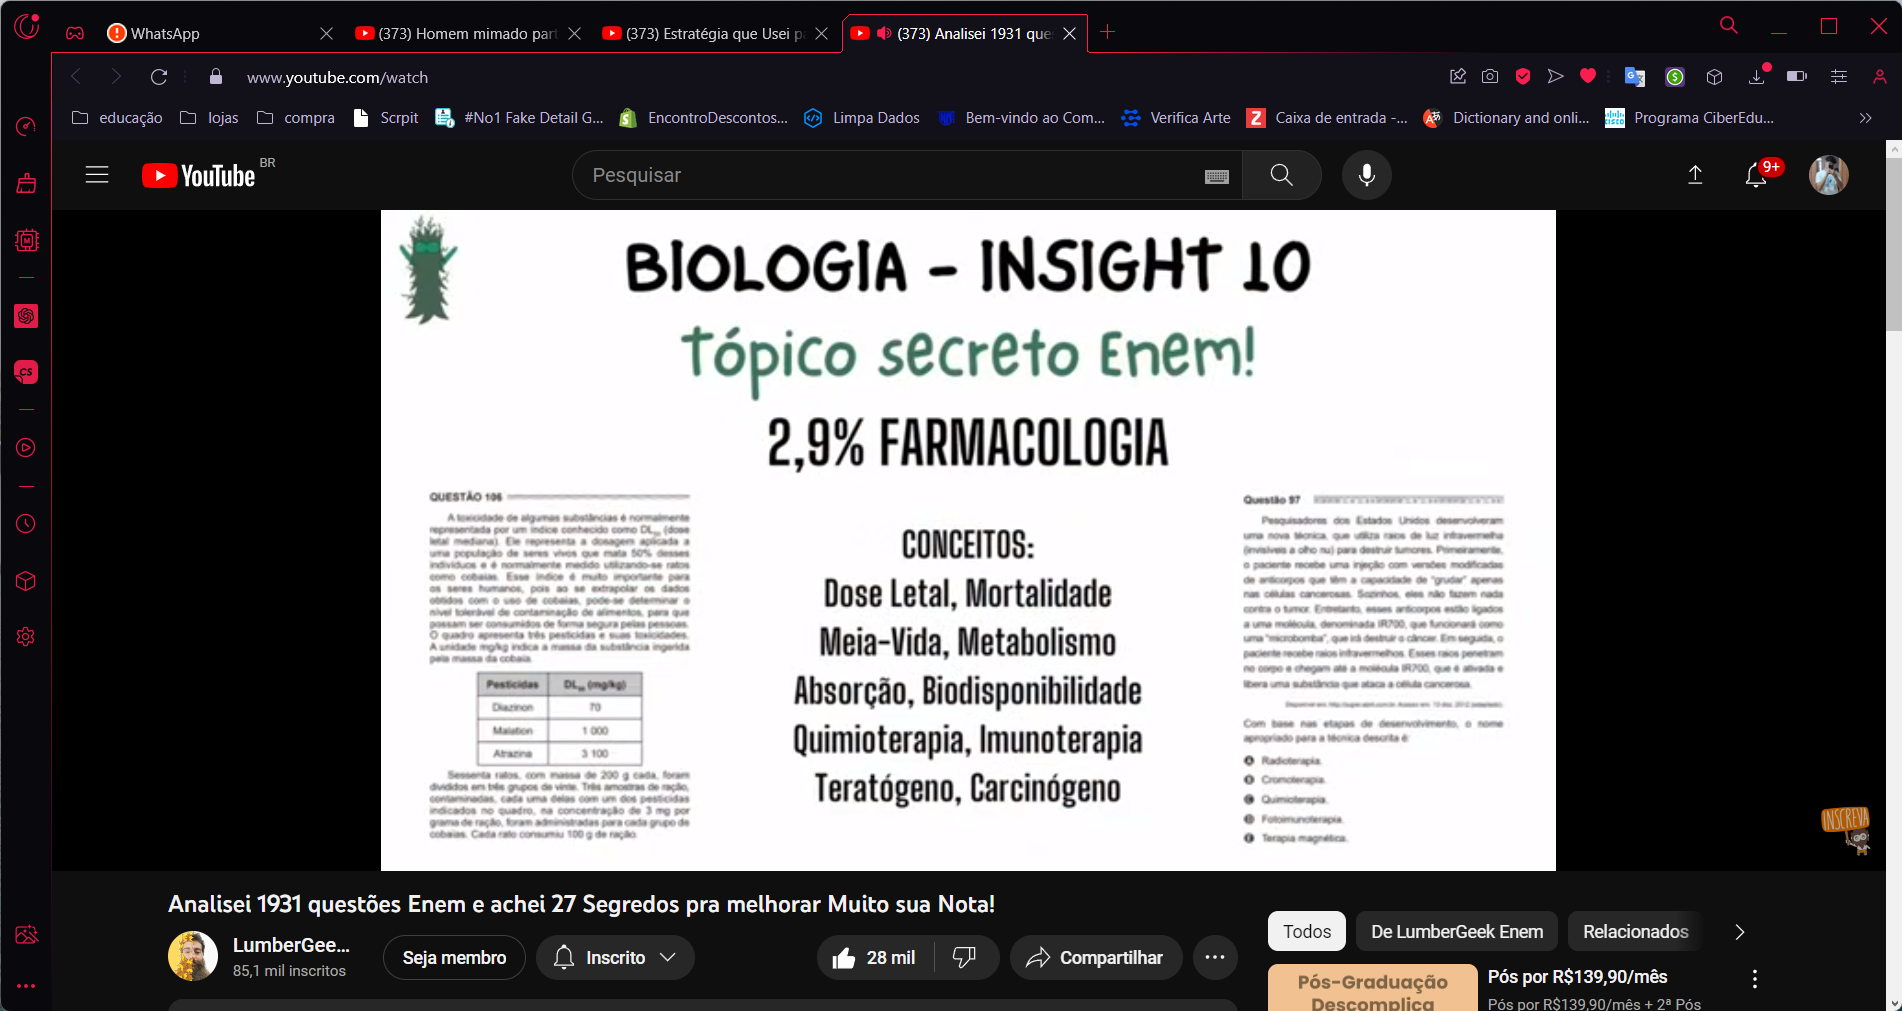 WhatsApp
(373) Homem mimado par
(373) Estratégia que Usei p
(373) Analisei 1931 que
www.youtube.com/watch
educação
lojas
compra
Scrpit
#No1 Fake Detail G...
EncontroDescontos...
Limpa Dados
Bem-vindo ao Com...
Verifica Arte
Caixa de entrada -...
Dictionary and onli...
Programa CiberEdu...
YouTube BR
Pesquisar
9+
BIOLOGIA - INSIGHT 10
Tópico secreto Enem!
2,9% FARMACOLOGIA
QUESTÃO 106
A toxicidade de algumas substâncias é normalmente
representada por um índice conhecido como DL50 (dose
letal mediana). Ele representa a dosagem aplicada a
uma população de seres vivos que mata 50% desses
indivíduos e é normalmente medido utilizando-se ratos
como cobaias. Esse índice é muito importante para
os seres humanos, pois ao se extrapolar os dados
obtidos com o uso de cobaias, pode-se determinar o
nível tolerável de contaminação de alimentos, para que
possam ser consumidos de forma segura pelas pessoas.
O quadro apresenta três pesticidas e suas toxicidades.
A unidade mg/kg indica a massa da substância ingerida
pela massa da cobaia.
Pesticidas DL50 (mg/kg)
Diazinon 70
Malation 1 000
Atrazina 3 100
Sessenta ratos, com massa de 200 g cada, foram
divididos em três grupos de vinte. Três amostras de ração,
contaminadas, cada uma delas com um dos pesticidas
indicados no quadro, na concentração de 3 mg por
grama de ração, foram administradas para cada grupo de
cobaias. Cada rato consumiu 100 g de ração.
CONCEITOS:
Dose Letal, Mortalidade
Meia-Vida, Metabolismo
Absorção, Biodisponibilidade
Quimioterapia, Imunoterapia
Teratógeno, Carcinógeno
Questão 97
Pesquisadores dos Estados Unidos desenvolveram
uma nova técnica, que utiliza raios de luz infravermelha
(invisíveis a olho nu) para destruir tumores. Primeiramente,
o paciente recebe uma injeção com versões modificadas
de anticorpos que têm a capacidade de "grudar" apenas
nas células cancerosas. Sozinhos, eles não fazem nada
contra o tumor. Entretanto, esses anticorpos estão ligados
a uma molécula, denominada IR700, que funcionará como
uma "microbomba", que irá destruir o câncer. Em seguida, o
paciente recebe raios infravermelhos. Esses raios penetram
no corpo e chegam até a molécula IR700, que é ativada e
libera uma substância que ataca a célula cancerosa.
Com base nas etapas de desenvolvimento, o nome
apropriado para a técnica descrita é:
A Radioterapia.
B Cromoterapia.
C Quimioterapia.
D Fotoimunoterapia.
E Terapia magnética.
INSCREVA
Analisei 1931 questões Enem e achei 27 Segredos pra melhorar Muito sua Nota!
LumberGee...
85,1 mil inscritos
Seja membro
Inscrito
28 mil
Compartilhar
Todos
De LumberGeek Enem
Relacionados
Pós-Graduação
Descomplica
Pós por R$139,90/mês
Pós por R$139,90/mês + 2ª Pós